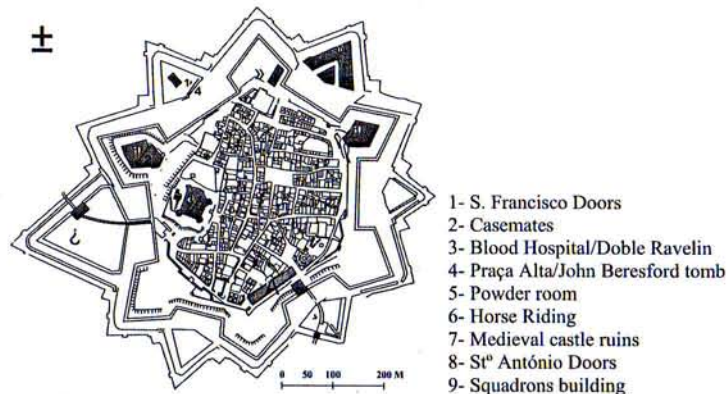 ±
1- S. Francisco Doors
2- Casemates
3- Blood Hospital/Doble Ravelin
4- Praça Alta/John Beresford tomb
5- Powder room
6- Horse Riding
7- Medieval castle ruins
8- Stº António Doors
9- Squadrons building
0 50 100 200 M